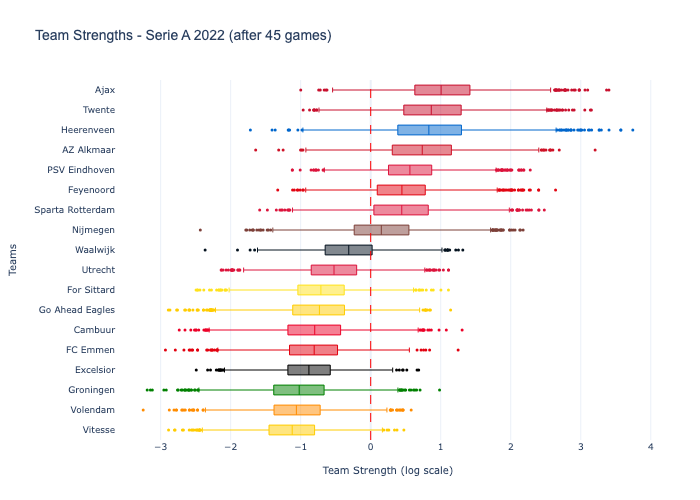 Team Strengths - Serie A 2022 (after 45 games)
Ajax
Twente
Heerenveen
AZ Alkmaar
PSV Eindhoven
Feyenoord
Sparta Rotterdam
Nijmegen
Waalwijk
Utrecht
For Sittard
Go Ahead Eagles
Cambuur
FC Emmen
Excelsior
Groningen
Volendam
Vitesse
Teams
−3 −2 −1 0 1 2 3 4
Team Strength (log scale)